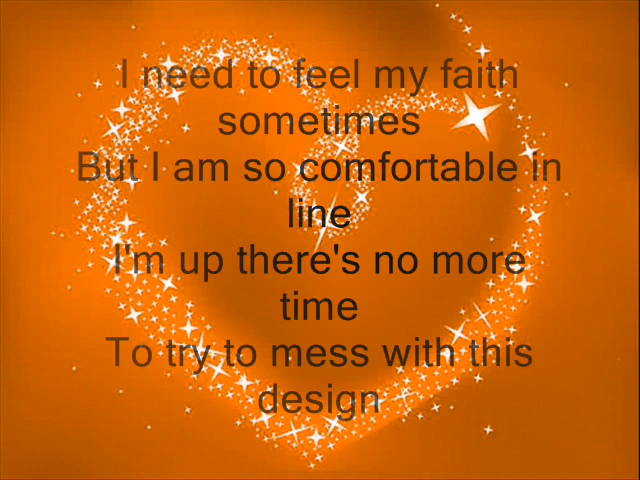 I need to feel my faith
sometimes
But I am so comfortable in
line
I'm up there's no more
time
To try to mess with this
design